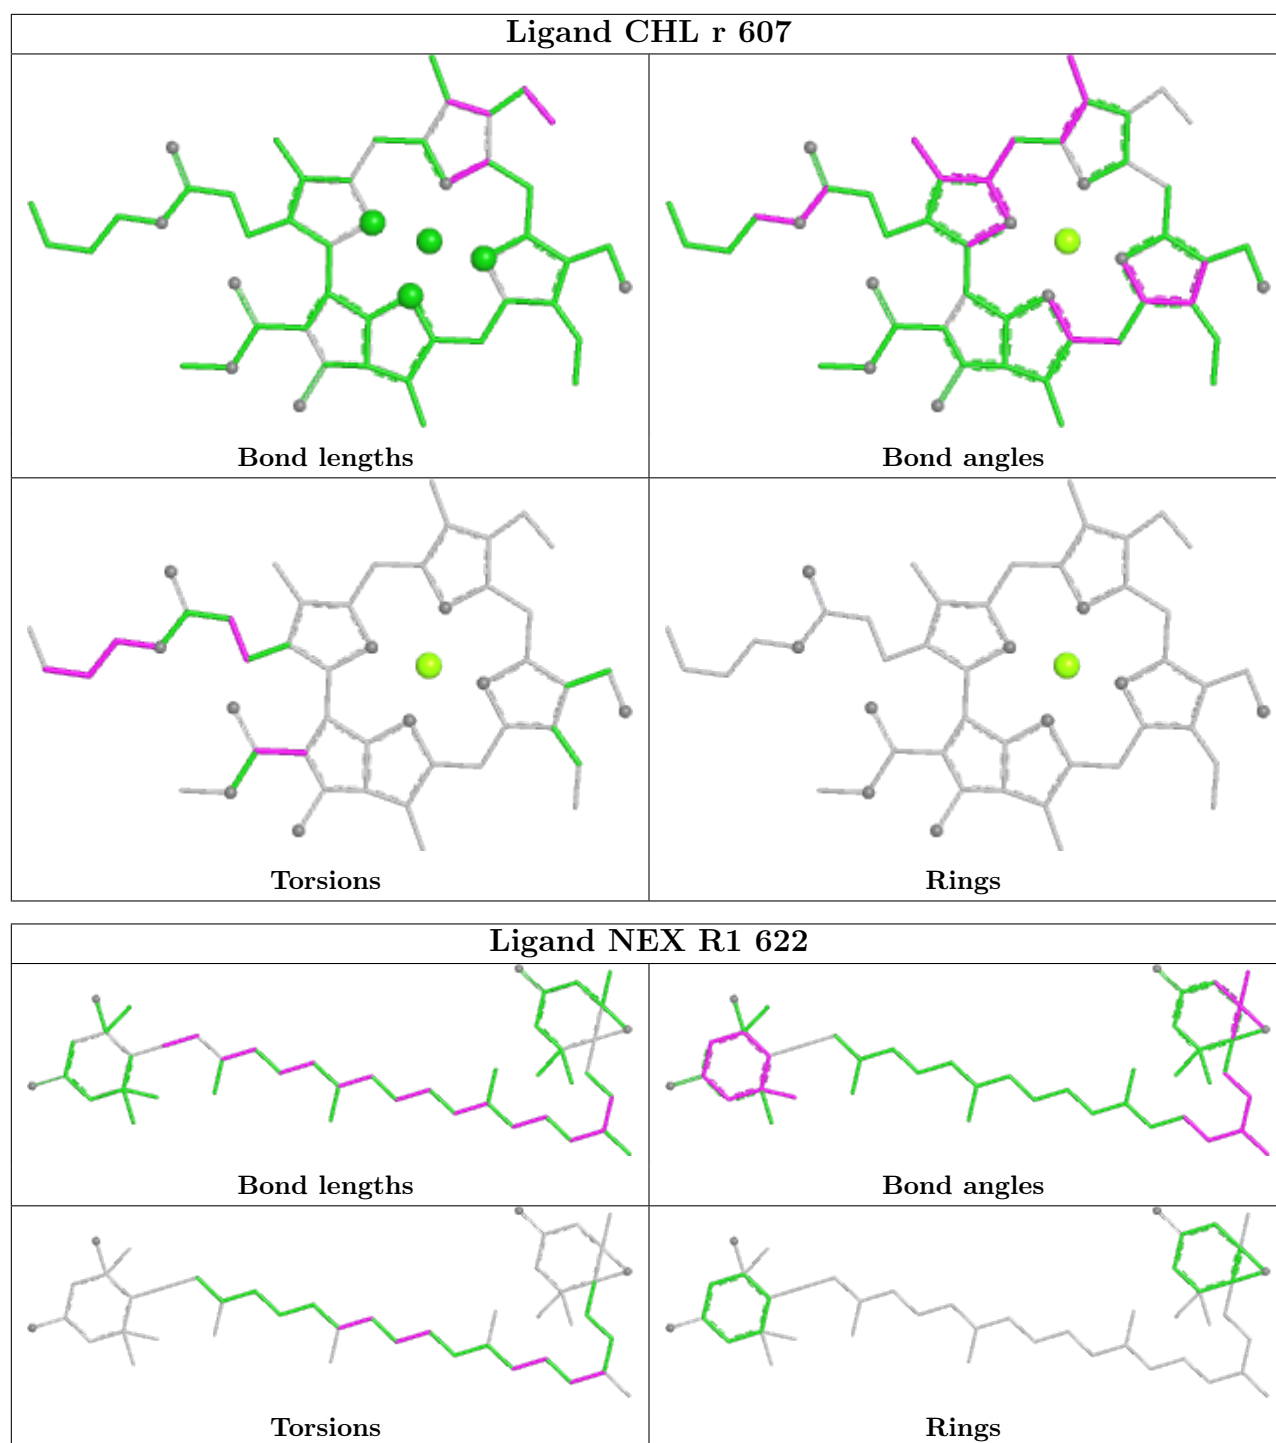 Ligand CHL r 607
Bond lengths
Bond angles
Torsions
Rings
Ligand NEX R1 622
Bond lengths
Bond angles
Torsions
Rings